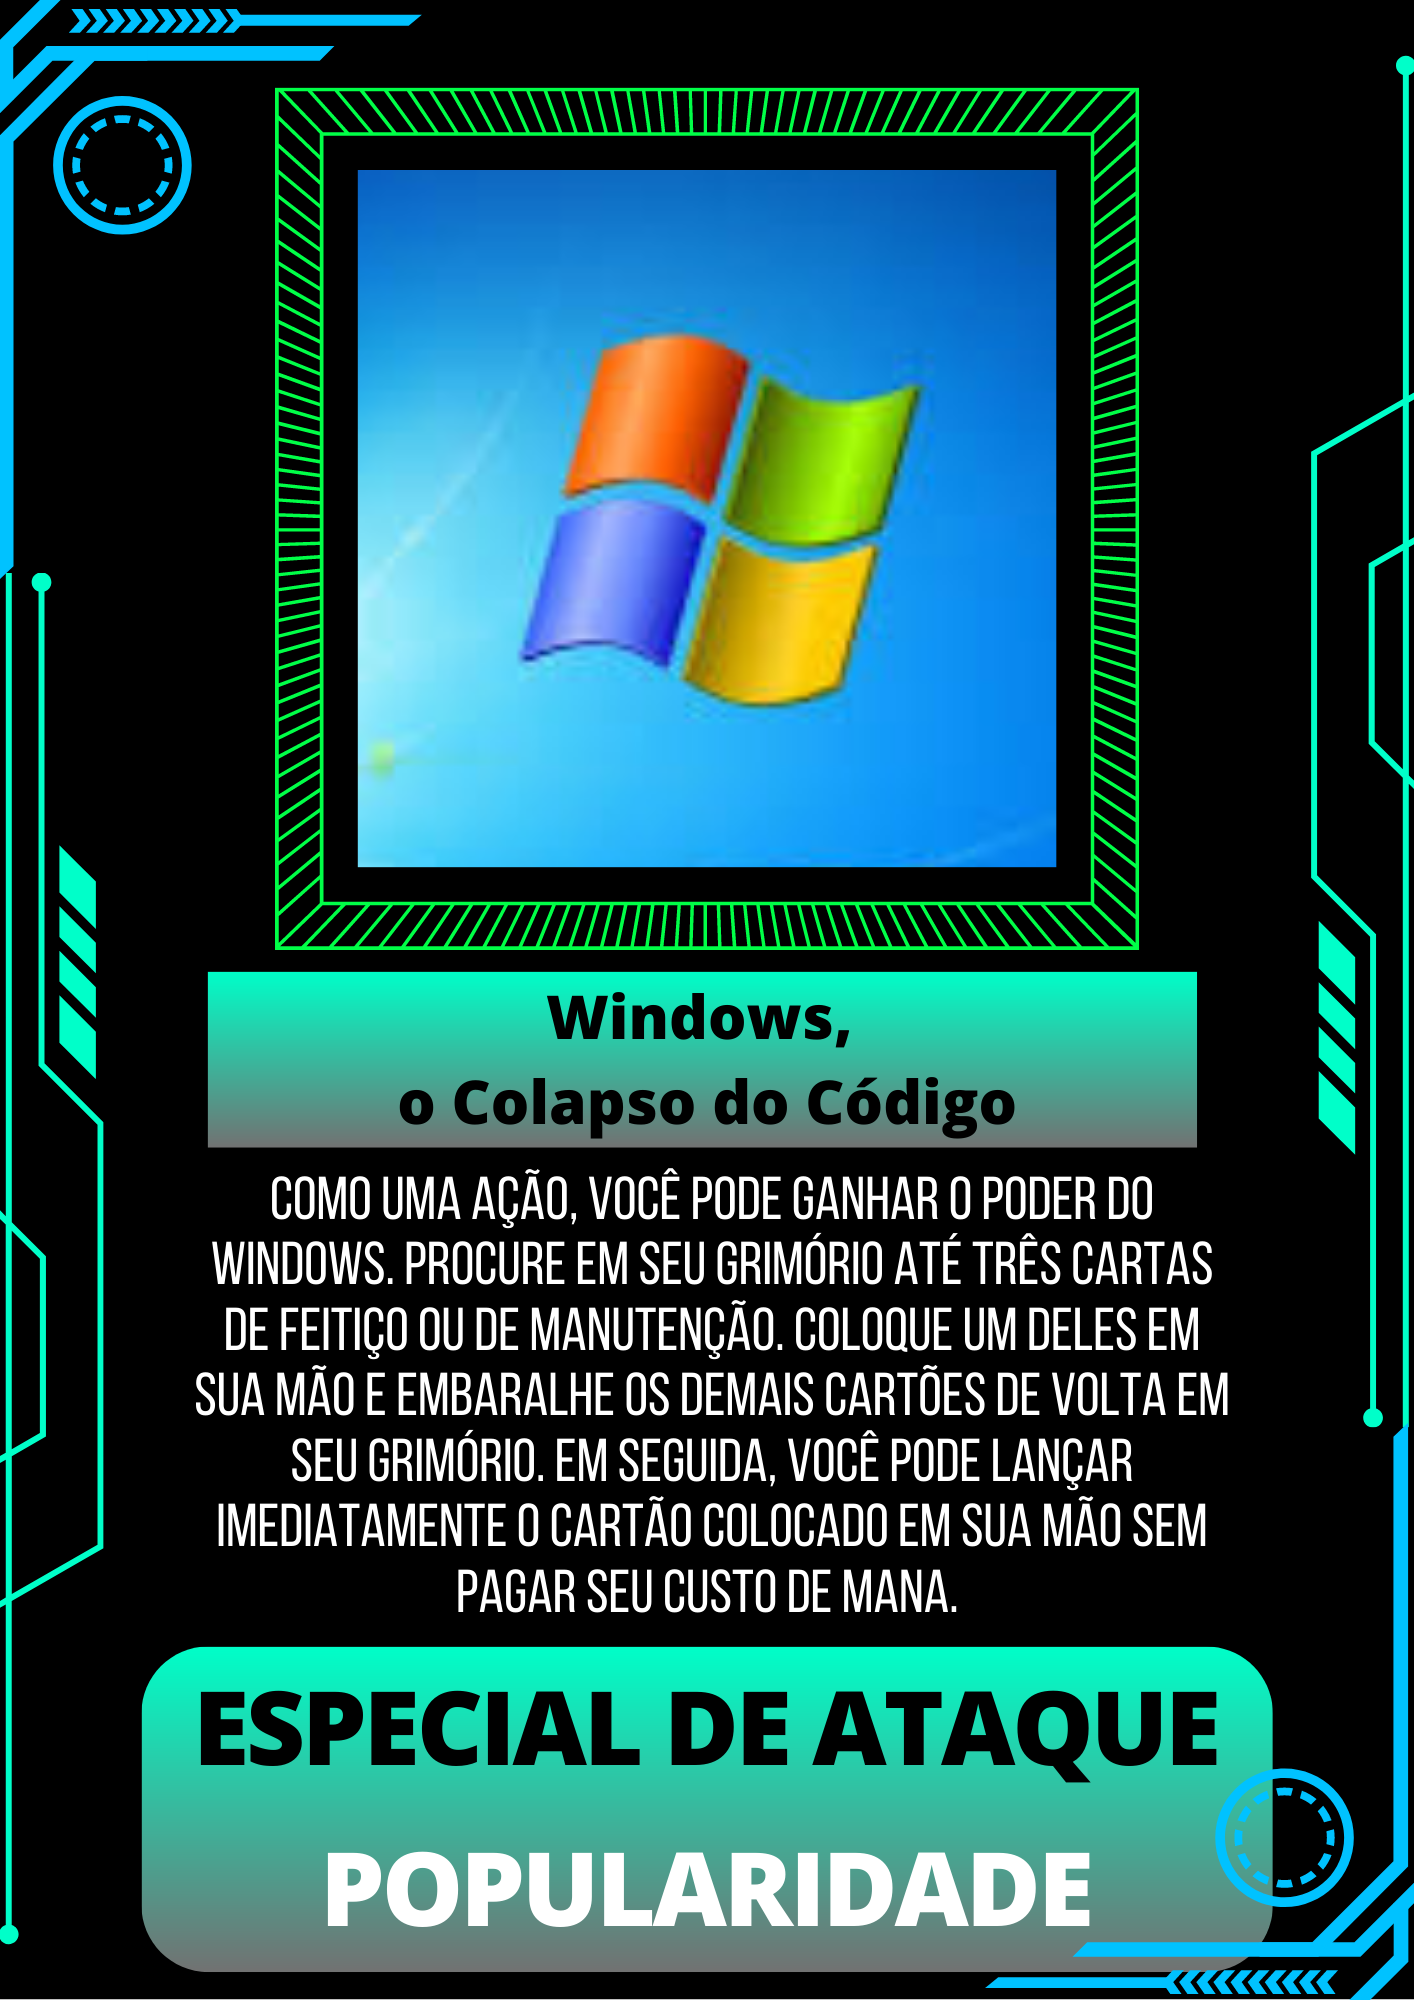 Windows,
o Colapso do Código
COMO UMA AÇÃO, VOCÊ PODE GANHAR O PODER DO
WINDOWS. PROCURE EM SEU GRIMÓRIO ATÉ TRÊS CARTAS
DE FEITIÇO OU DE MANUTENÇÃO. COLOQUE UM DELES EM
SUA MÃO E EMBARALHE OS DEMAIS CARTÕES DE VOLTA EM
SEU GRIMÓRIO. EM SEGUIDA, VOCÊ PODE LANÇAR
IMEDIATAMENTE O CARTÃO COLOCADO EM SUA MÃO SEM
PAGAR SEU CUSTO DE MANA.
ESPECIAL DE ATAQUE
POPULARIDADE